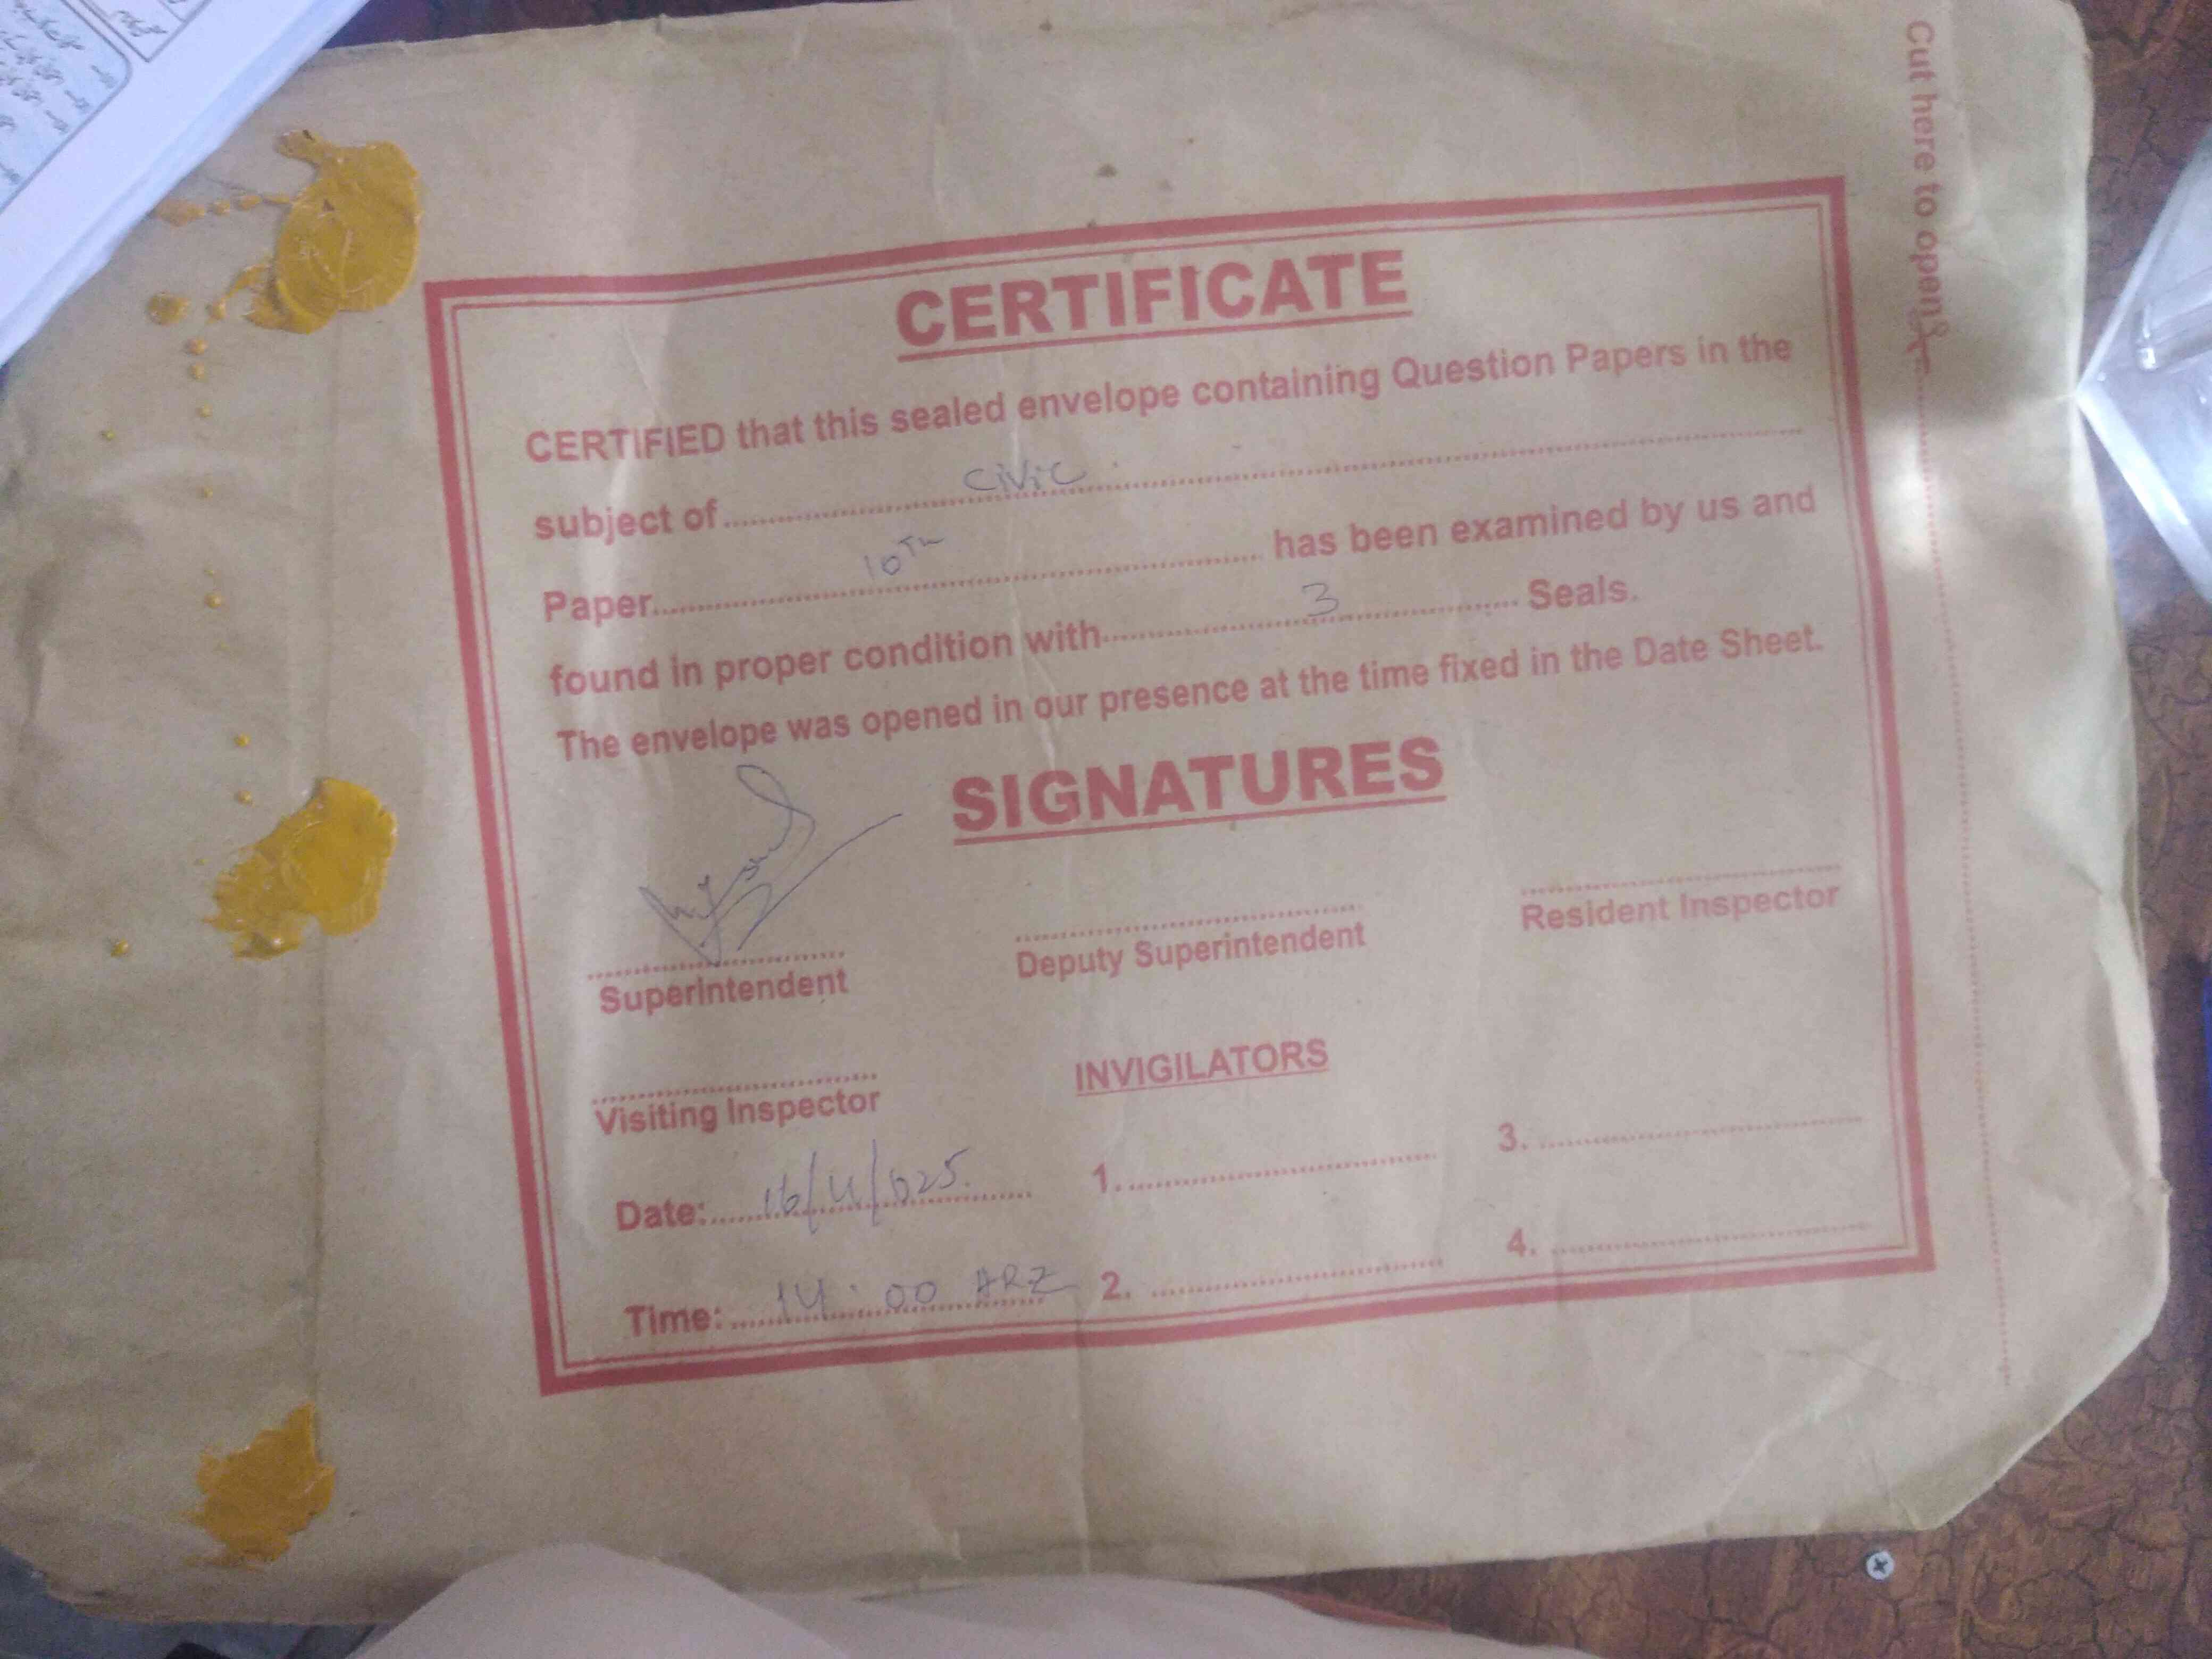 Cut here to open
CERTIFICATE
CERTIFIED that this sealed envelope containing Question Papers in the
subject of civic
Paper 10Th has been examined by us and
found in proper condition with 3 Seals.
The envelope was opened in our presence at the time fixed in the Date Sheet.
SIGNATURES
Superintendent
Deputy Superintendent
Resident Inspector
Visiting Inspector
INVIGILATORS
Date:
1.
3.
Time: 14:00
2.
4.